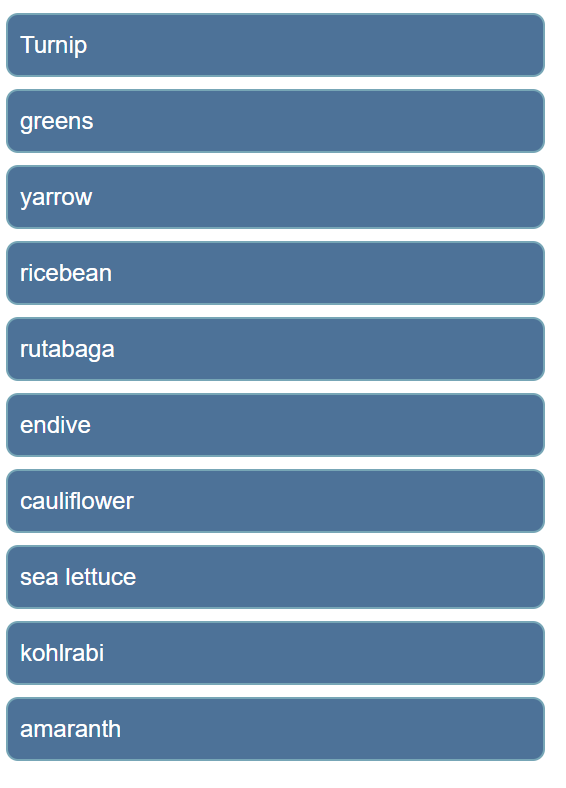 Turnip
greens
yarrow
ricebean
rutabaga
endive
cauliflower
sea lettuce
kohlrabi
amaranth